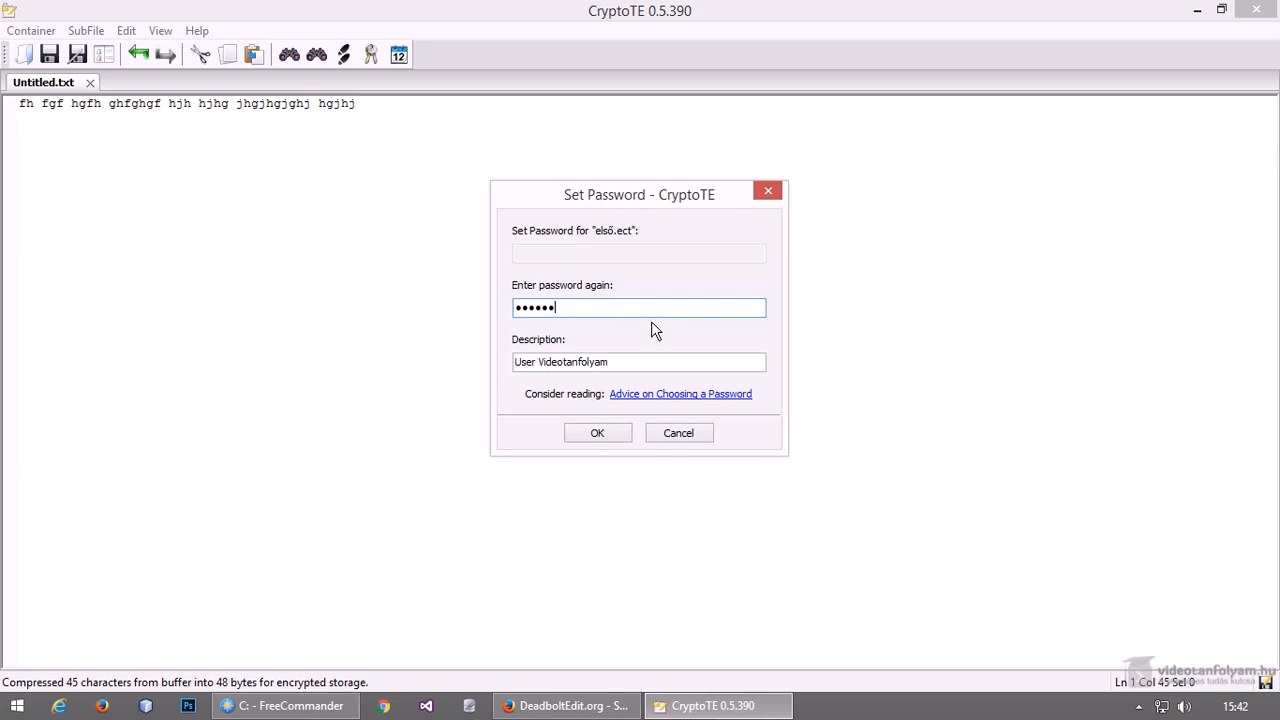 CryptoTE 0.5.390
Container SubFile Edit View Help
12
Untitled.txt
fh fgf hgfh ghfghgf hjh hjhg jhgjhgjghj hgjhj
Set Password - CryptoTE
Set Password for "első.ect":
Enter password again:
••••••
Description:
User Videotanfolyam
Consider reading: Advice on Choosing a Password
OK Cancel
videotanfolyam.hu
Compressed 45 characters from buffer into 48 bytes for encrypted storage. Ln 1 Col 45 Sel 0
Ps C: - FreeCommander DeadboltEdit.org - S... CryptoTE 0.5.390 15:42